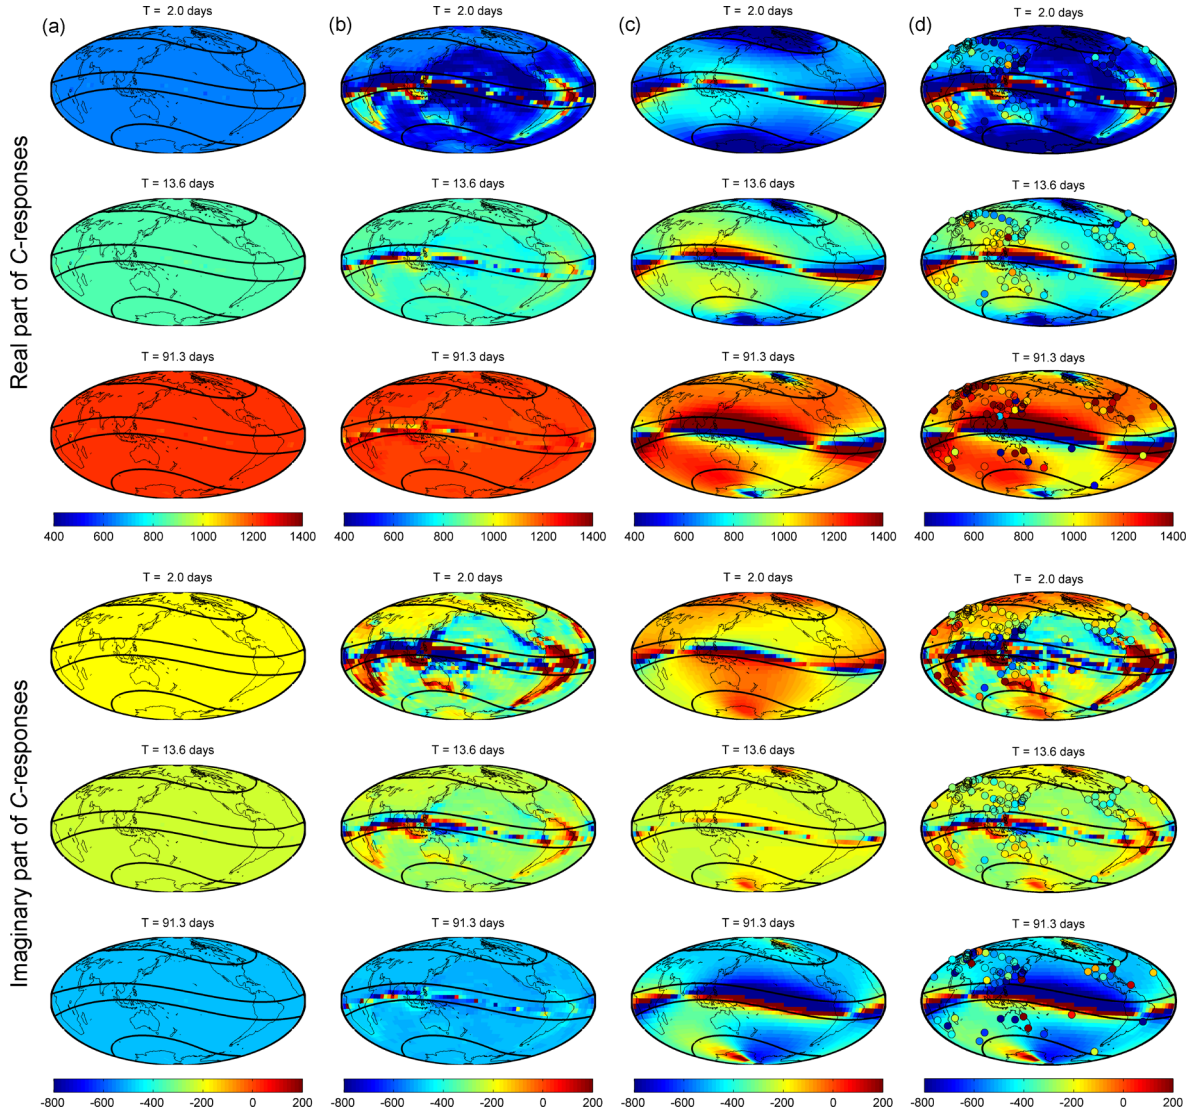 (a) (b) (c) (d)
T = 2.0 days T = 2.0 days T = 2.0 days T = 2.0 days
Real part of C-responses
T = 13.6 days T = 13.6 days T = 13.6 days T = 13.6 days
T = 91.3 days T = 91.3 days T = 91.3 days T = 91.3 days
400 600 800 1000 1200 1400 400 600 800 1000 1200 1400 400 600 800 1000 1200 1400 400 600 800 1000 1200 1400
T = 2.0 days T = 2.0 days T = 2.0 days T = 2.0 days
Imaginary part of C-responses
T = 13.6 days T = 13.6 days T = 13.6 days T = 13.6 days
T = 91.3 days T = 91.3 days T = 91.3 days T = 91.3 days
-800 -600 -400 -200 0 200 -800 -600 -400 -200 0 200 -800 -600 -400 -200 0 200 -800 -600 -400 -200 0 200